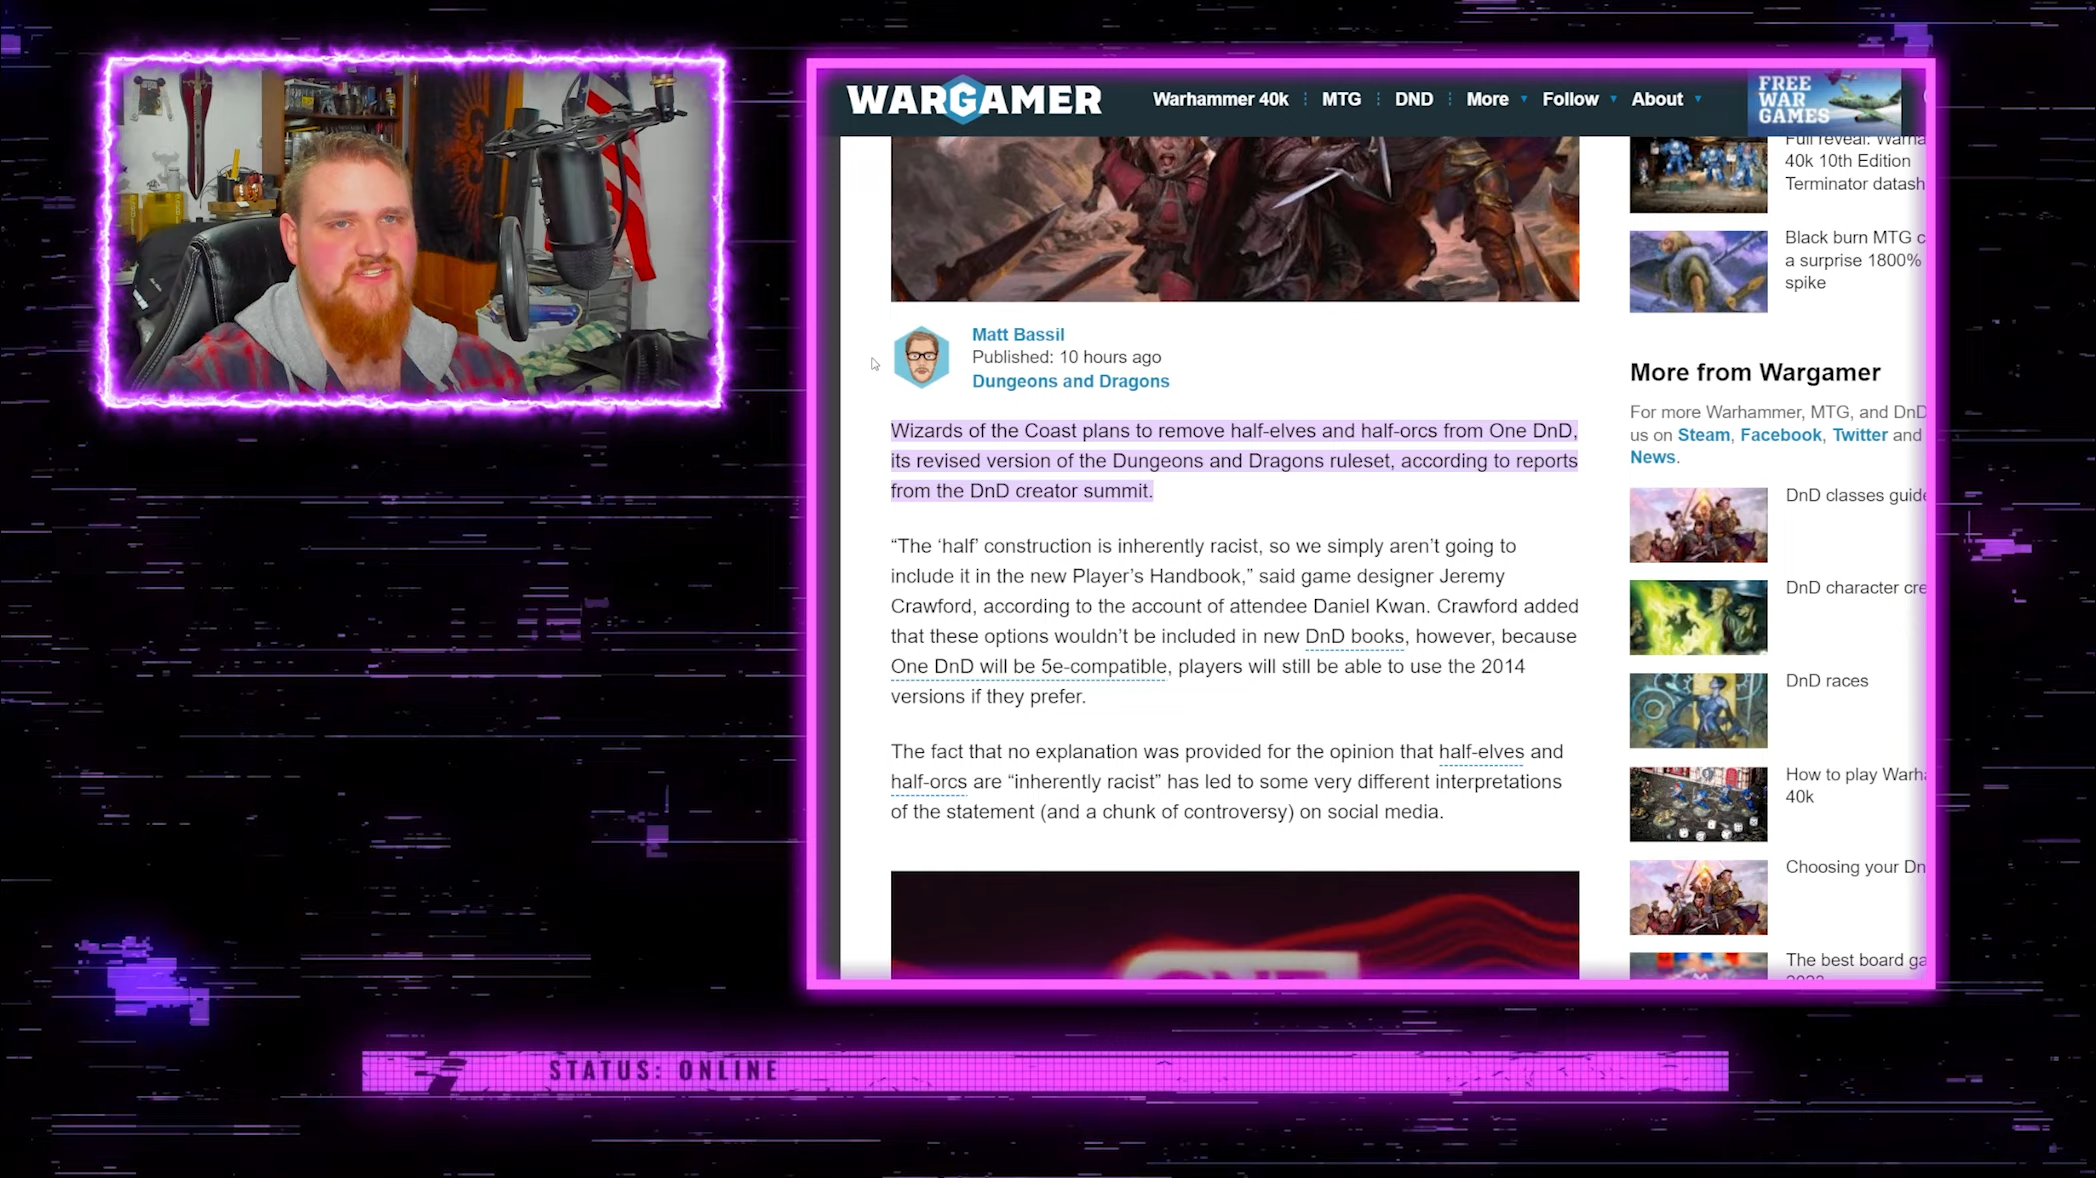 WARGAMER
Warhammer 40k
MTG
DND
More
Follow
About
FREE
WAR
GAMES
Matt Bassil
Published: 10 hours ago
Dungeons and Dragons
Wizards of the Coast plans to remove half-elves and half-orcs from One DnD,
its revised version of the Dungeons and Dragons ruleset, according to reports
from the DnD creator summit.
“The ‘half’ construction is inherently racist, so we simply aren’t going to
include it in the new Player’s Handbook,” said game designer Jeremy
Crawford, according to the account of attendee Daniel Kwan. Crawford added
that these options wouldn’t be included in new DnD books, however, because
One DnD will be 5e-compatible, players will still be able to use the 2014
versions if they prefer.
The fact that no explanation was provided for the opinion that half-elves and
half-orcs are “inherently racist” has led to some very different interpretations
of the statement (and a chunk of controversy) on social media.
Full reveal: Warha
40k 10th Edition
Terminator datash
Black burn MTG c
a surprise 1800%
spike
More from Wargamer
For more Warhammer, MTG, and DnD
us on Steam, Facebook, Twitter and
News.
DnD classes guide
DnD character cre
DnD races
How to play Warha
40k
Choosing your Dn
The best board ga
STATUS: ONLINE